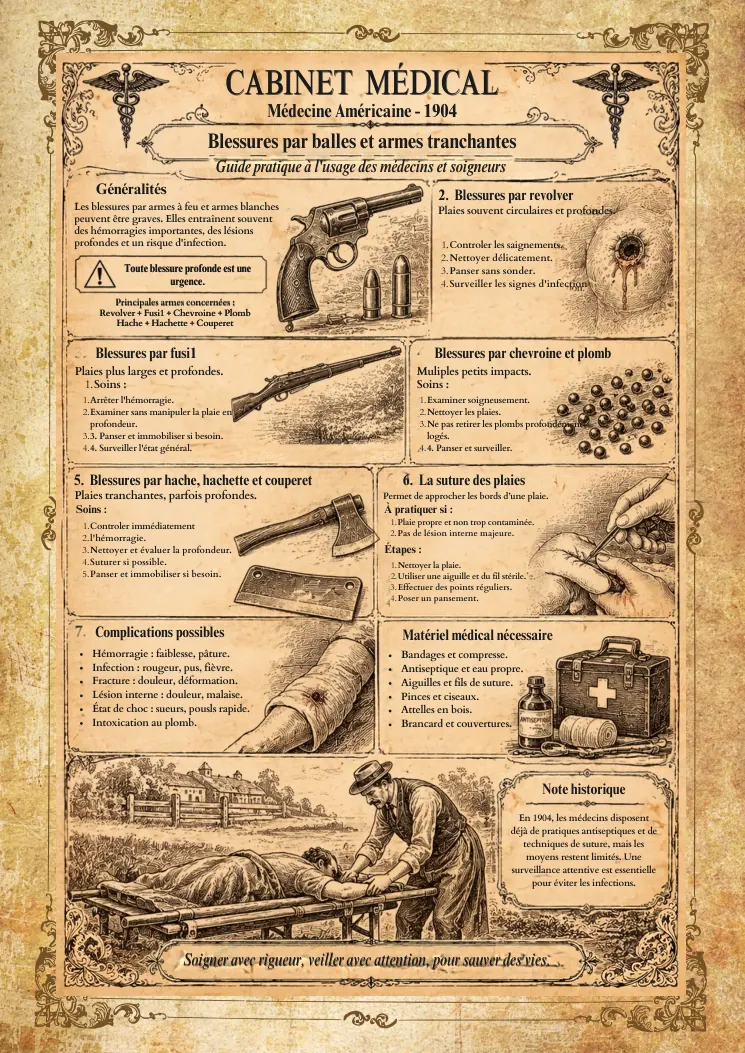 CABINET MÉDICAL
Médecine Américaine - 1904
Blessures par balles et armes tranchantes
Guide pratique à l'usage des médecins et soigneurs
Généralités
Les blessures par armes à feu et armes blanches
peuvent être graves. Elles entraînent souvent
des hémorragies importantes, des lésions
profondes et un risque d'infection.
Toute blessure profonde est une
urgence.
Principales armes concernées :
Revolver + Fusi1 + Chevroine + Plomb
Hache + Hachette + Couperet
2. Blessures par revolver
Plaies souvent circulaires et profondes.
1. Controler les saignements.
2. Nettoyer délicatement.
3. Panser sans sonder.
4. Surveiller les signes d'infection
Blessures par fusi1
Plaies plus larges et profondes.
1. Soins :
1. Arrêter l'hémorragie.
2. Examiner sans manipuler la plaie en
profondeur.
3.3. Panser et immobiliser si besoin.
4.4. Surveiller l'état général.
Blessures par chevroine et plomb
Muliples petits impacts.
Soins :
1. Examiner soigneusement.
2. Nettoyer les plaies.
3. Ne pas retirer les plombs profondément
logés.
4.4. Panser et surveiller.
5. Blessures par hache, hachette et couperet
Plaies tranchantes, parfois profondes.
Soins :
1. Controler immédiatement
2. l'hémorragie.
3. Nettoyer et évaluer la profondeur.
4. Suturer si possible.
5. Panser et immobiliser si besoin.
6. La suture des plaies
Permet de approcher les bords d'une plaie.
À pratiquer si :
1. Plaie propre et non trop contaminée.
2. Pas de lésion interne majeure.
Étapes :
1. Nettoyer la plaie.
2. Utiliser une aiguille et du fil stérile.
3. Effectuer des points réguliers.
4. Poser un pansement.
7. Complications possibles
• Hémorragie : faiblesse, pâture.
• Infection : rougeur, pus, fièvre.
• Fracture : douleur, déformation.
• Lésion interne : douleur, malaise.
• État de choc : sueurs, pousls rapide.
• Intoxication au plomb.
Matériel médical nécessaire
• Bandages et compresse.
• Antiseptique et eau propre.
• Aiguilles et fils de suture.
• Pinces et ciseaux.
• Attelles en bois.
• Brancard et couvertures.
ANTISEPTIQUE
Note historique
En 1904, les médecins disposent
déjà de pratiques antiseptiques et de
techniques de suture, mais les
moyens restent limités. Une
surveillance attentive est essentielle
pour éviter les infections.
Soigner avec rigueur, veiller avec attention, pour sauver des vies.